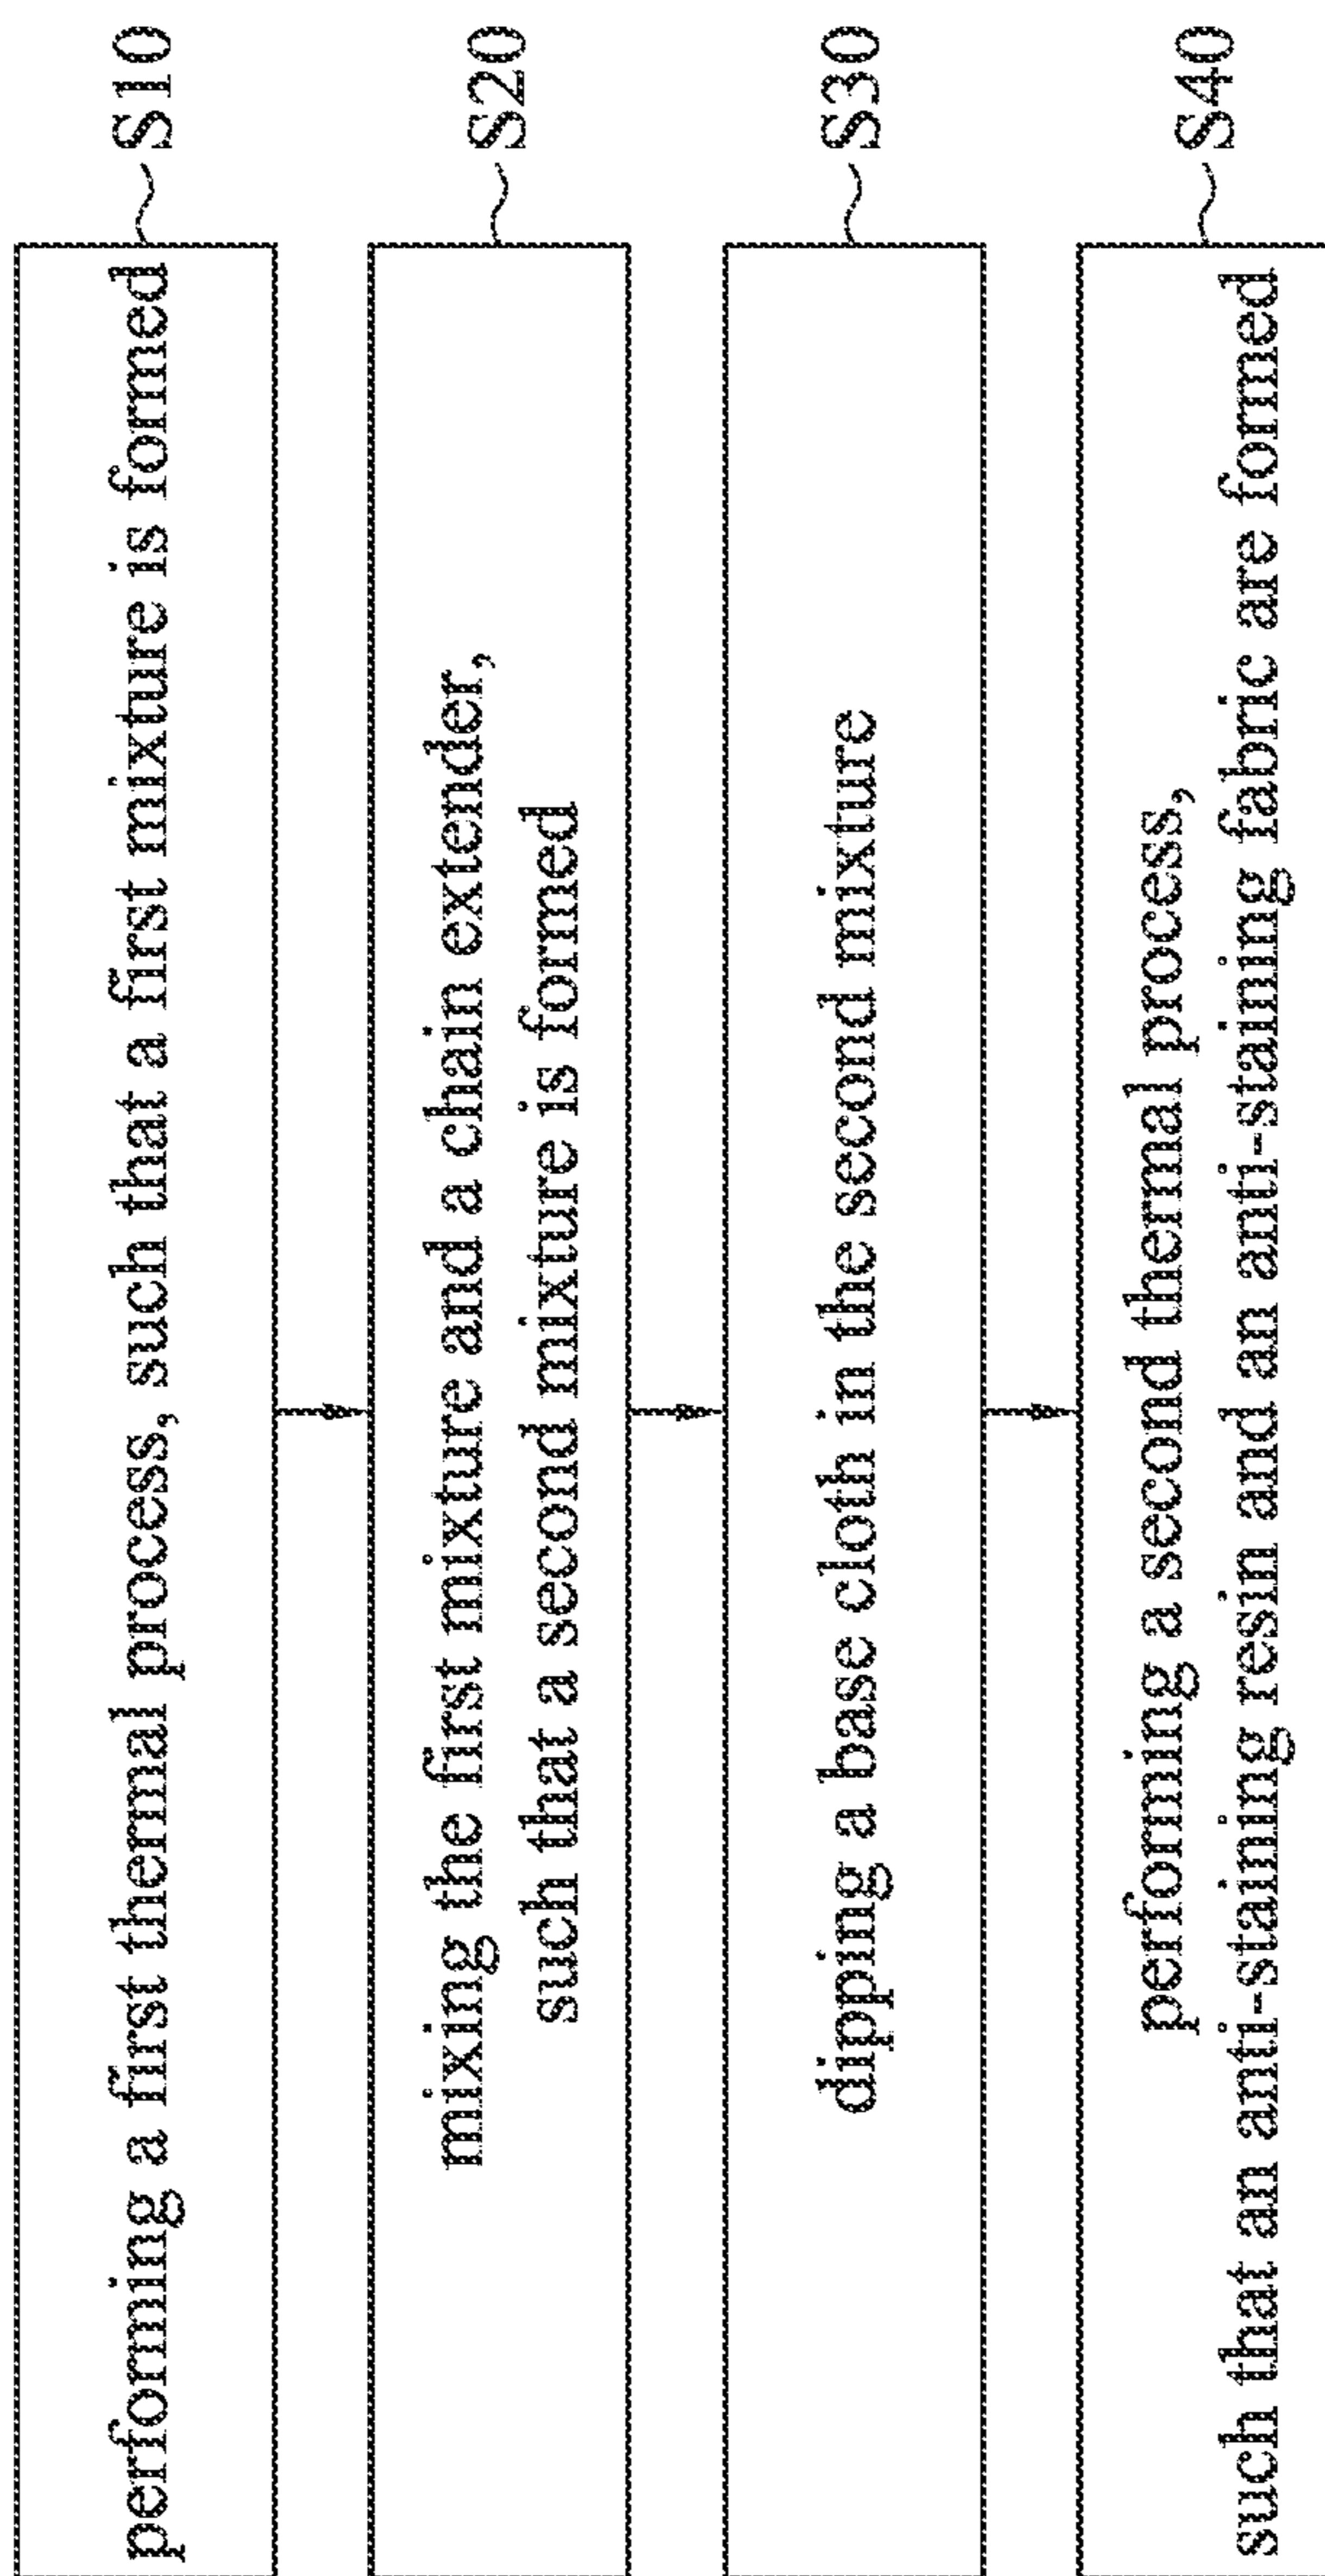 performing a first thermal process, such that a first mixture is formed
S10
mixing the first mixture and a chain extender,
such that a second mixture is formed
S20
dipping a base cloth in the second mixture
S30
performing a second thermal process,
such that an anti-staining resin and an anti-staining fabric are formed
S40